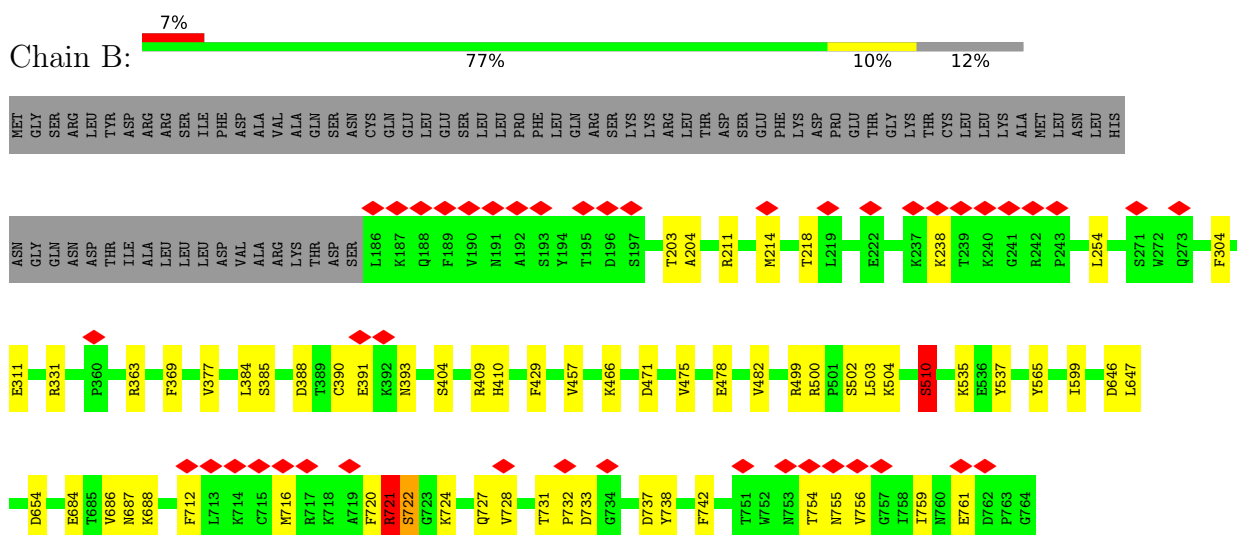 7%
Chain B:
77% 10% 12%
MET GLY SER ARG LEU TYR ASP ARG ARG SER ILE PHE ASP ALA VAL ALA GLN SER ASN CYS GLN GLU LEU GLU SER LEU LEU PRO PHE LEU GLN ARG SER LYS LYS ARG LEU THR ASP SER GLU PHE LYS ASP PRO GLU THR GLY LYS THR CYS LEU LEU LYS ALA MET LEU ASN LEU HIS
ASN GLY GLN ASN ASP THR ILE ALA LEU LEU LEU ASP VAL ALA ARG LYS THR ASP SER L186 K187 Q188 F189 V190 N191 A192 S193 Y194 T195 D196 S197 T203 A204 R211 M214 T218 L219 E222 K237 K238 T239 K240 G241 R242 P243 L254 S271 W272 Q273 F304
E311 R331 P360 R363 F369 V377 L384 S385 D388 T389 C390 E391 K392 N393 S404 R409 H410 F429 V457 K466 D471 V475 E478 V482 R499 R500 P501 S502 L503 K504 S510 K535 E536 Y537 Y565 I599 D646 L647
D654 E684 T685 V686 N687 K688 F712 L713 K714 C715 M716 R717 K718 A719 F720 R721 S722 G723 K724 Q727 V728 T731 P732 D733 G734 D737 Y738 F742 T751 W752 N753 T754 N755 V756 G757 I758 I759 N760 E761 D762 P763 G764